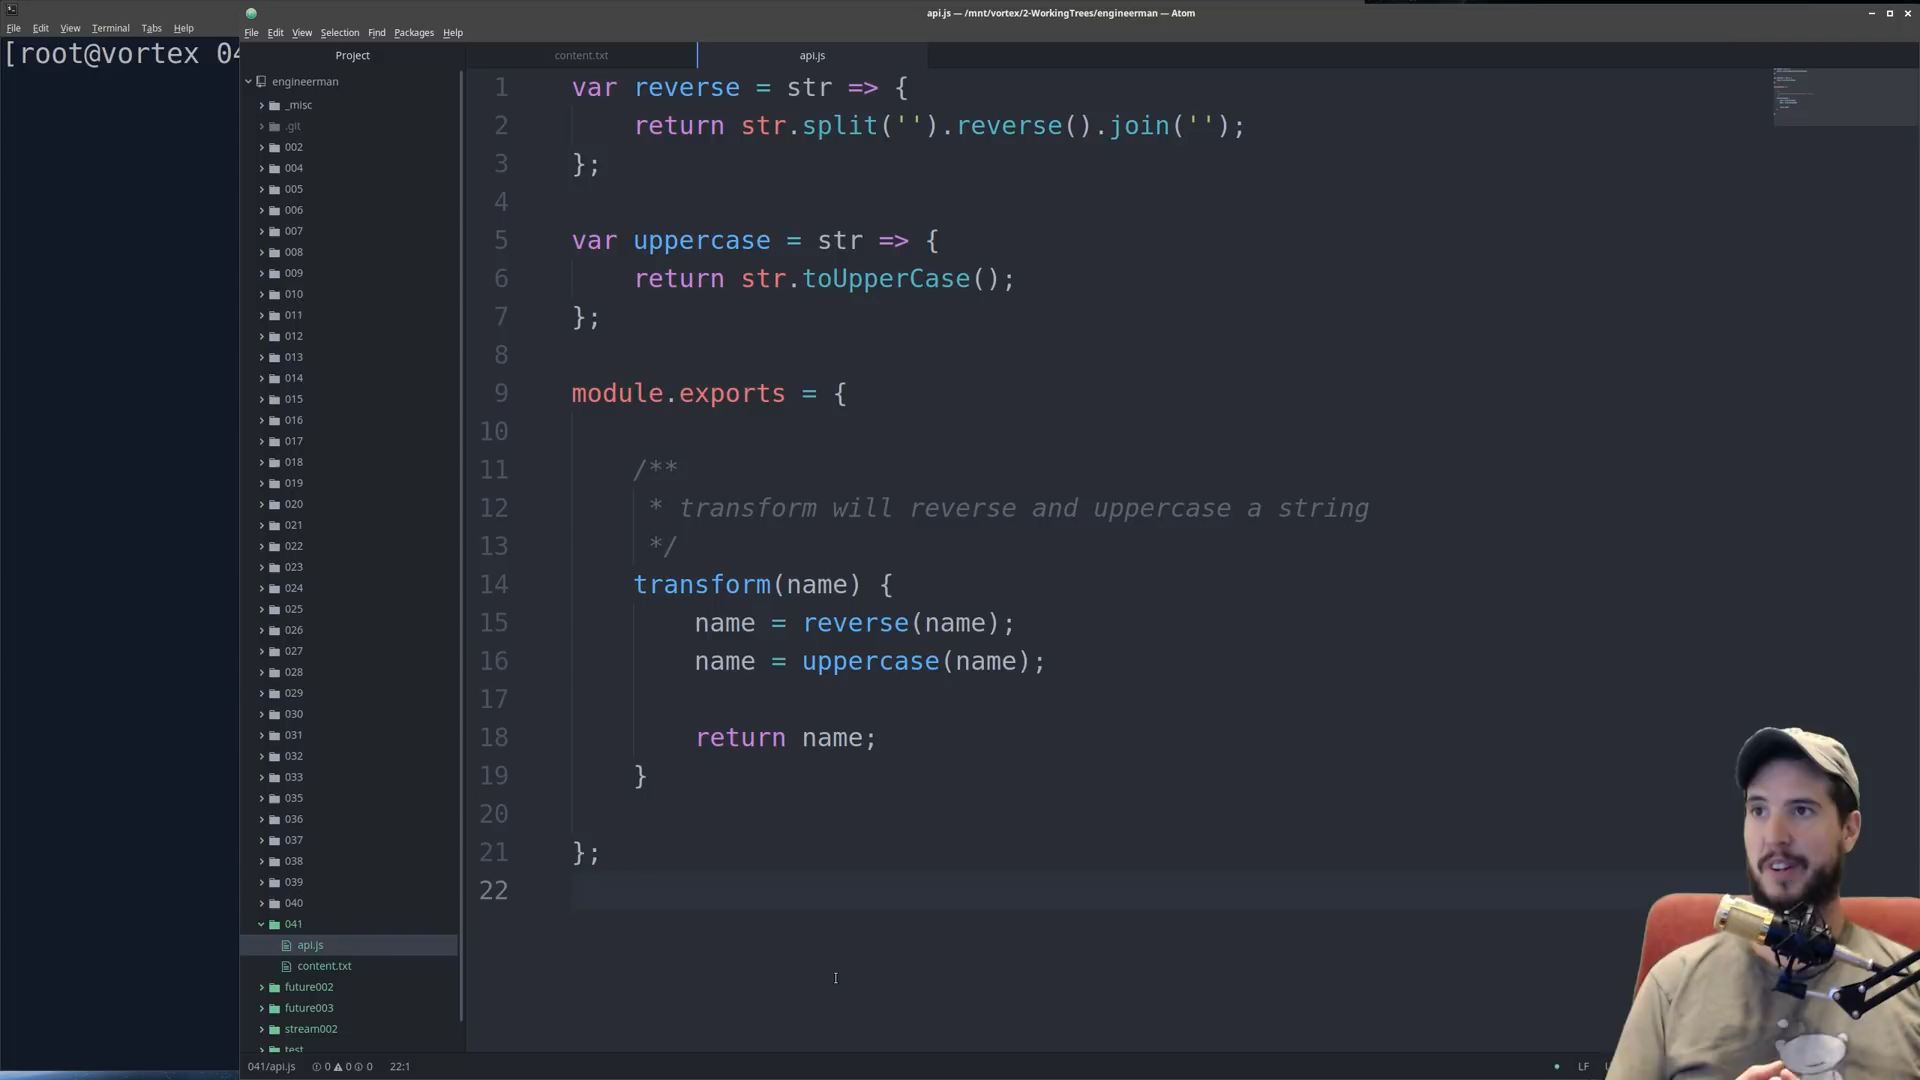 File Edit View Terminal Tabs Help
[root@vortex 04
api.js — /mnt/vortex/2-WorkingTrees/engineerman — Atom
File Edit View Selection Find Packages Help
Project
engineerman
_misc
.git
002
004
005
006
007
008
009
010
011
012
013
014
015
016
017
018
019
020
021
022
023
024
025
026
027
028
029
030
031
032
033
035
036
037
038
039
040
041
api.js
content.txt
future002
future003
stream002
test
content.txt api.js
1 var reverse = str => {
2 return str.split('').reverse().join('');
3 };
4
5 var uppercase = str => {
6 return str.toUpperCase();
7 };
8
9 module.exports = {
10
11 /**
12 * transform will reverse and uppercase a string
13 */
14 transform(name) {
15 name = reverse(name);
16 name = uppercase(name);
17
18 return name;
19 }
20
21 };
22
041/api.js 0 0 0 22:1 LF